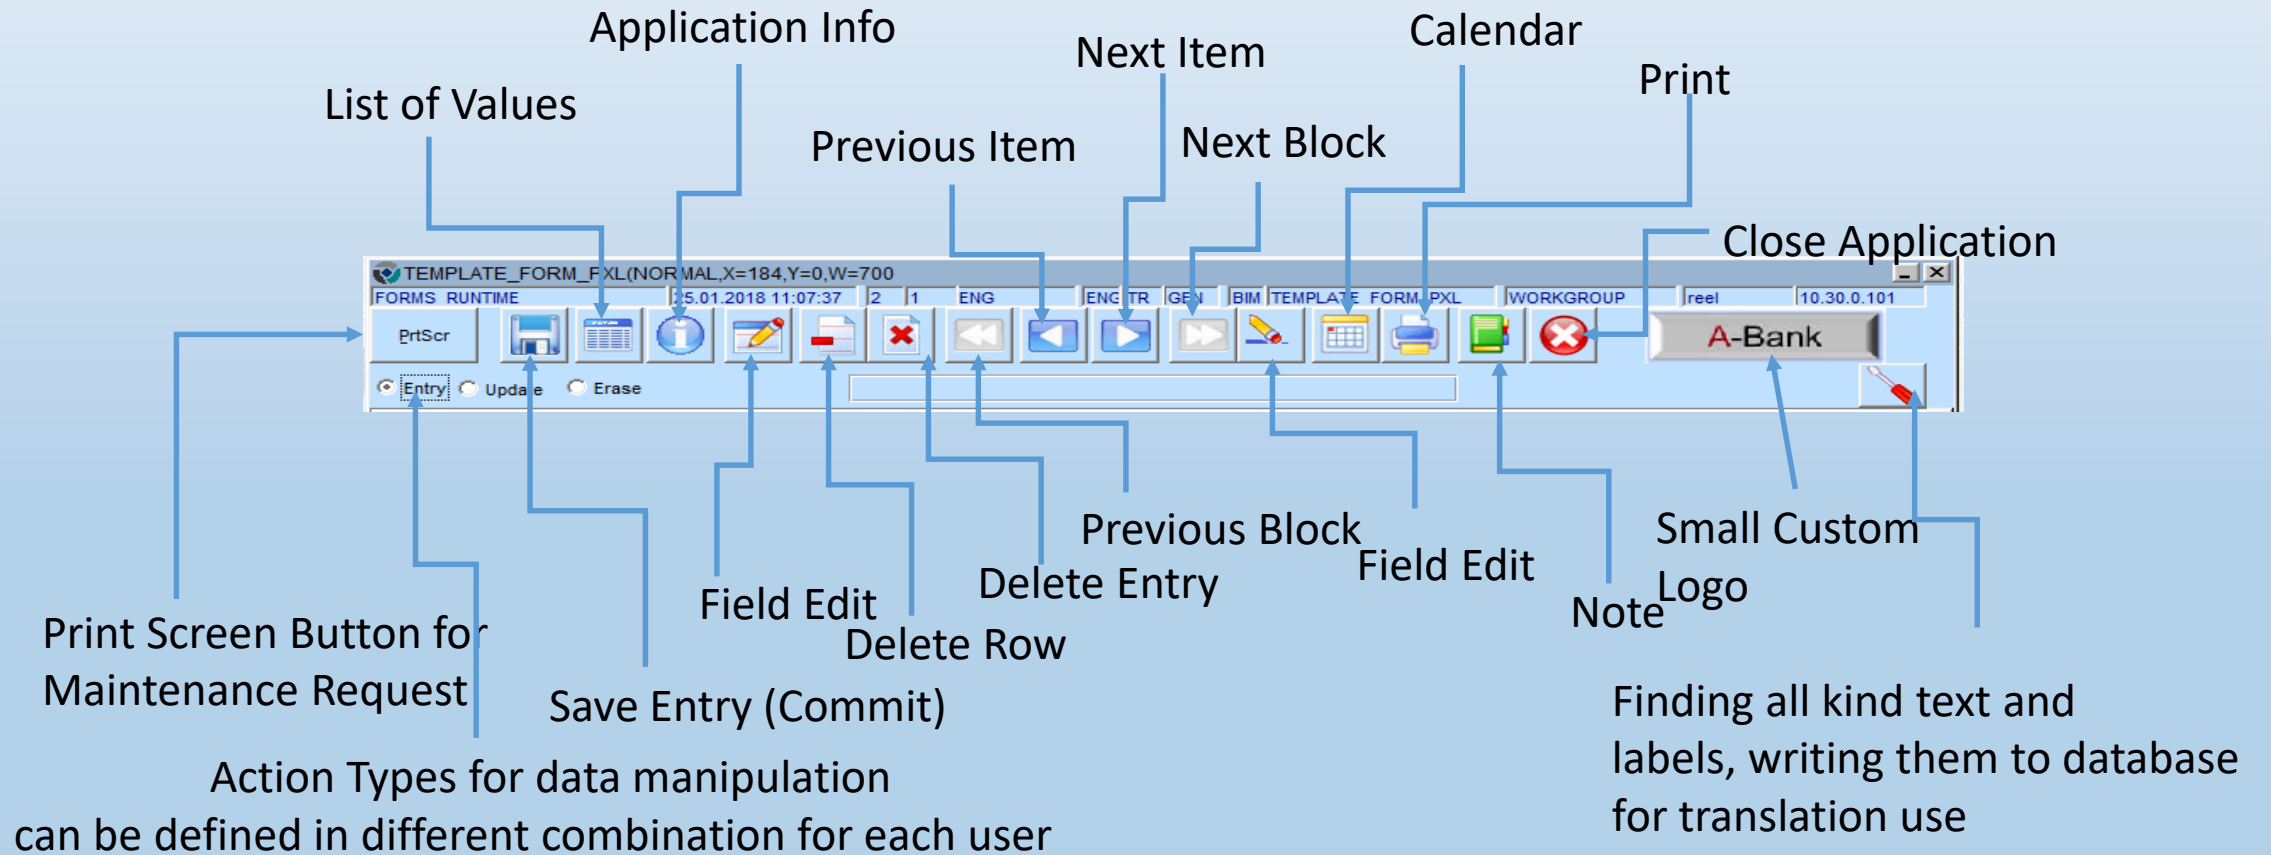 Application Info
Calendar
Next Item
Print
List of Values
Previous Item
Next Block
Close Application
TEMPLATE_FORM_PXL(NORMAL,X=184,Y=0,W=700
FORMS RUNTIME 25.01.2018 11:07:37 2 1 ENG ENG TR GEN BIM TEMPLATE_FORM_PXL WORKGROUP reel 10.30.0.101
PrtScr
A-Bank
Entry Update Erase
Previous Block
Small Custom
Logo
Field Edit
Delete Entry
Field Edit
Note
Print Screen Button for
Maintenance Request
Delete Row
Save Entry (Commit)
Finding all kind text and
labels, writing them to database
for translation use
Action Types for data manipulation
can be defined in different combination for each user